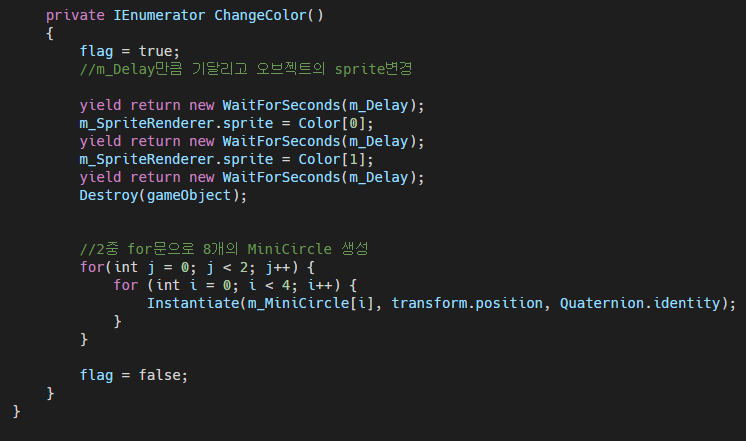 private IEnumerator ChangeColor()
{
flag = true;
//m_Delay만큼 기달리고 오브젝트의 sprite변경
yield return new WaitForSeconds(m_Delay);
m_SpriteRenderer.sprite = Color[0];
yield return new WaitForSeconds(m_Delay);
m_SpriteRenderer.sprite = Color[1];
yield return new WaitForSeconds(m_Delay);
Destroy(gameObject);
//2중 for문으로 8개의 MiniCircle 생성
for(int j = 0; j < 2; j++) {
for (int i = 0; i < 4; i++) {
Instantiate(m_MiniCircle[i], transform.position, Quaternion.identity);
}
}
flag = false;
}
}